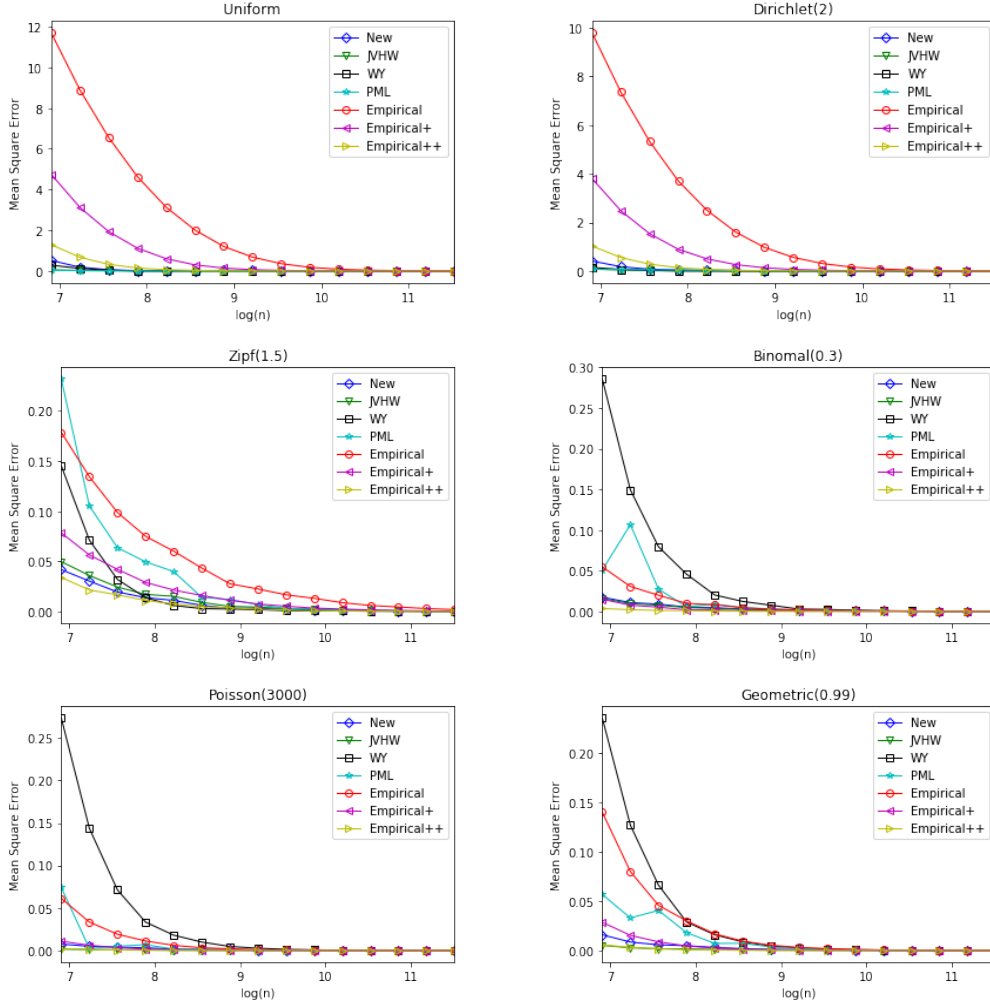 Uniform
12
10
8
6
4
2
0
Mean Square Error
New
JVHW
WY
PML
Empirical
Empirical+
Empirical++
7 8 9 10 11
log(n)
Dirichlet(2)
10
8
6
4
2
0
Mean Square Error
New
JVHW
WY
PML
Empirical
Empirical+
Empirical++
7 8 9 10 11
log(n)
Zipf(1.5)
0.20
0.15
0.10
0.05
0.00
Mean Square Error
New
JVHW
WY
PML
Empirical
Empirical+
Empirical++
7 8 9 10 11
log(n)
Binomal(0.3)
0.30
0.25
0.20
0.15
0.10
0.05
0.00
Mean Square Error
New
JVHW
WY
PML
Empirical
Empirical+
Empirical++
7 8 9 10 11
log(n)
Poisson(3000)
0.25
0.20
0.15
0.10
0.05
0.00
Mean Square Error
New
JVHW
WY
PML
Empirical
Empirical+
Empirical++
7 8 9 10 11
log(n)
Geometric(0.99)
0.20
0.15
0.10
0.05
0.00
Mean Square Error
New
JVHW
WY
PML
Empirical
Empirical+
Empirical++
7 8 9 10 11
log(n)